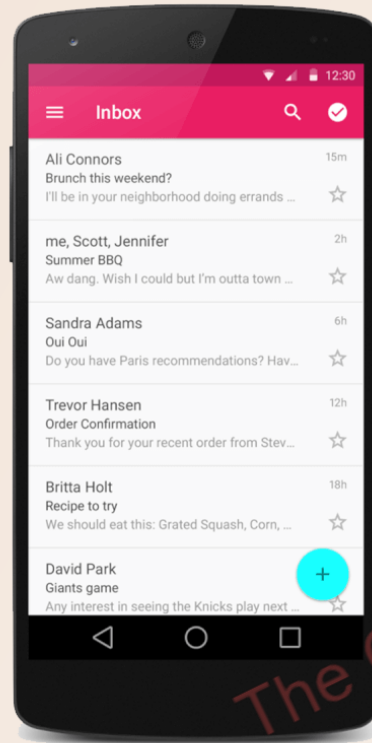 12:30
Inbox
Ali Connors 15m
Brunch this weekend?
I'll be in your neighborhood doing errands ...
me, Scott, Jennifer 2h
Summer BBQ
Aw dang. Wish I could but I'm outta town ...
Sandra Adams 6h
Oui Oui
Do you have Paris recommendations? Hav...
Trevor Hansen 12h
Order Confirmation
Thank you for your recent order from Stev...
Britta Holt 18h
Recipe to try
We should eat this: Grated Squash, Corn, ...
David Park
Giants game
Any interest in seeing the Knicks play next ...
The